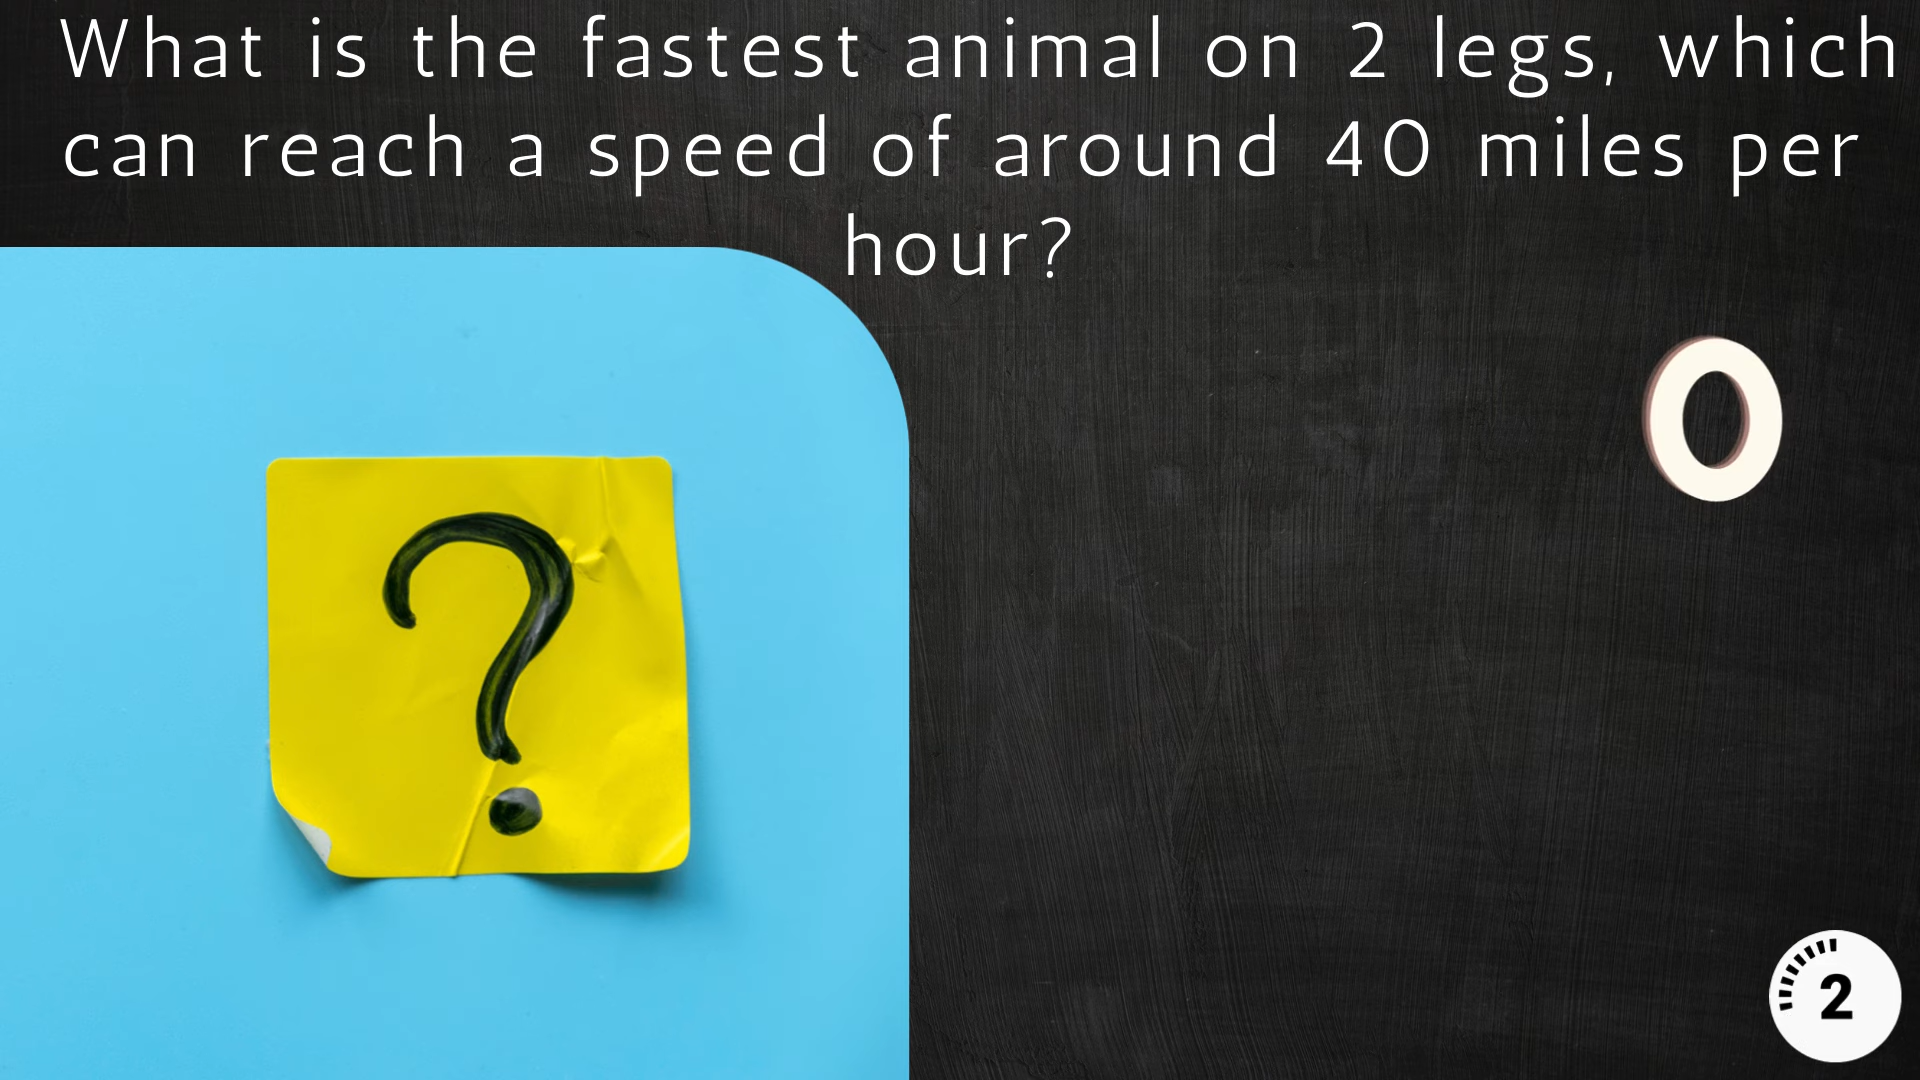 What is the fastest animal on 2 legs, which
can reach a speed of around 40 miles per
hour?
O
?
2